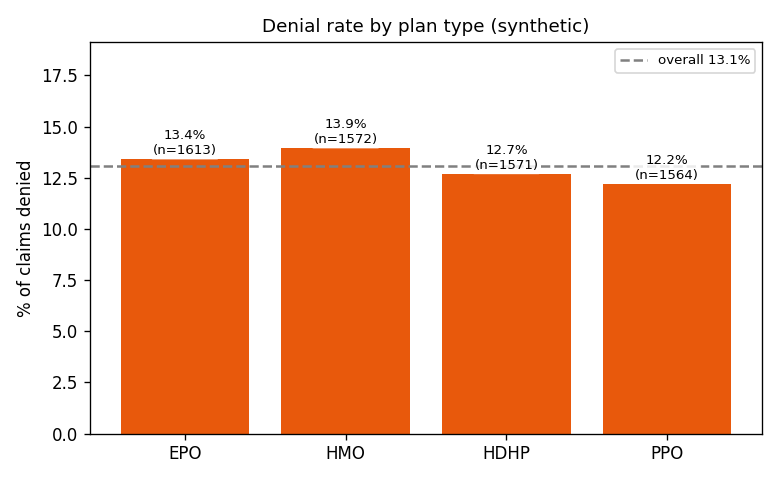 Denial rate by plan type (synthetic)
overall 13.1%
% of claims denied
17.5
15.0
12.5
10.0
7.5
5.0
2.5
0.0
13.4%
(n=1613)
13.9%
(n=1572)
12.7%
(n=1571)
12.2%
(n=1564)
EPO
HMO
HDHP
PPO